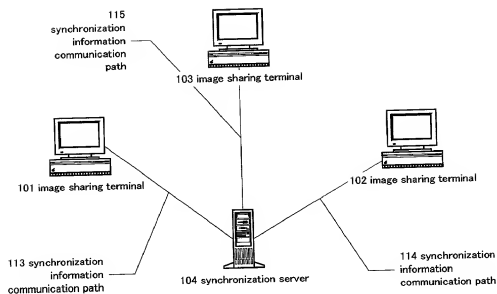 115
synchronization
information
communication
path
103 image sharing terminal
101 image sharing terminal
102 image sharing terminal
113 synchronization
information
communication path
104 synchronization server
114 synchronization
information
communication path